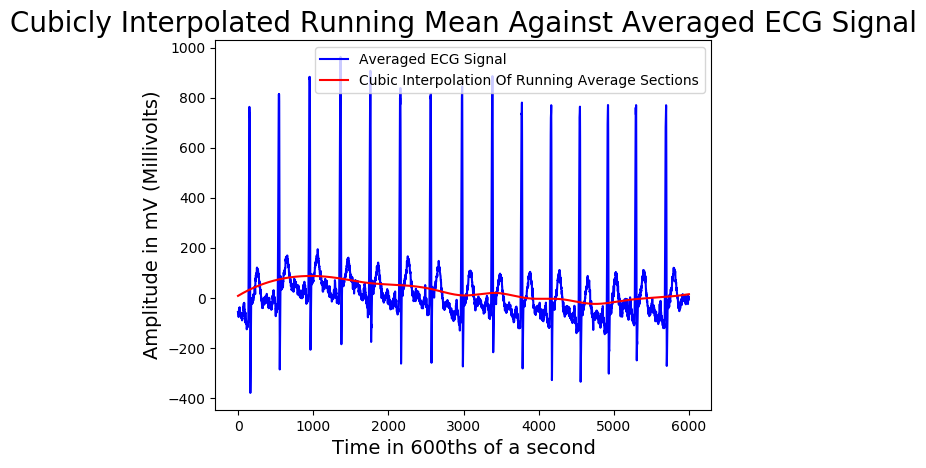 Cubicly Interpolated Running Mean Against Averaged ECG Signal
Averaged ECG Signal
Cubic Interpolation Of Running Average Sections
Amplitude in mV (Millivolts)
1000
800
600
400
200
0
−200
−400
0 1000 2000 3000 4000 5000 6000
Time in 600ths of a second